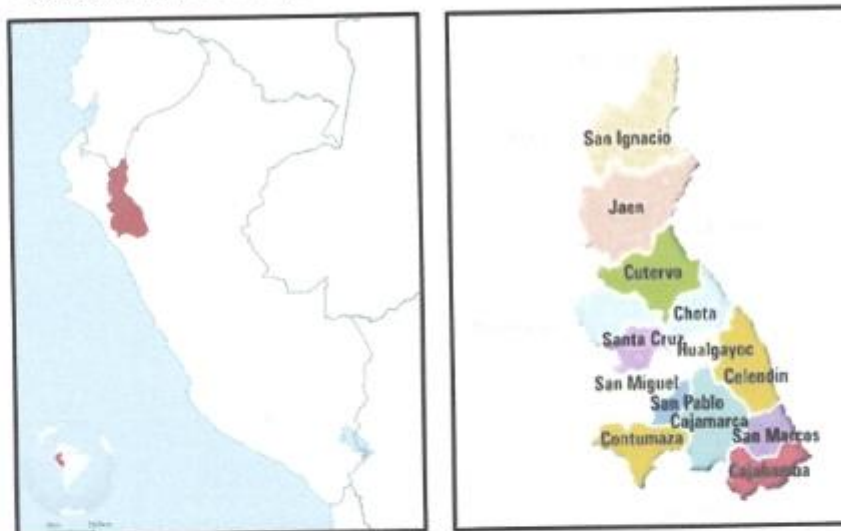 San Ignacio
Jaen
Cutervo
Chota
Santa Cruz
Hualgayoc
Celendin
San Miguel
San Pablo
Cajamarca
Contumaza
San Marcos
Cajabamba